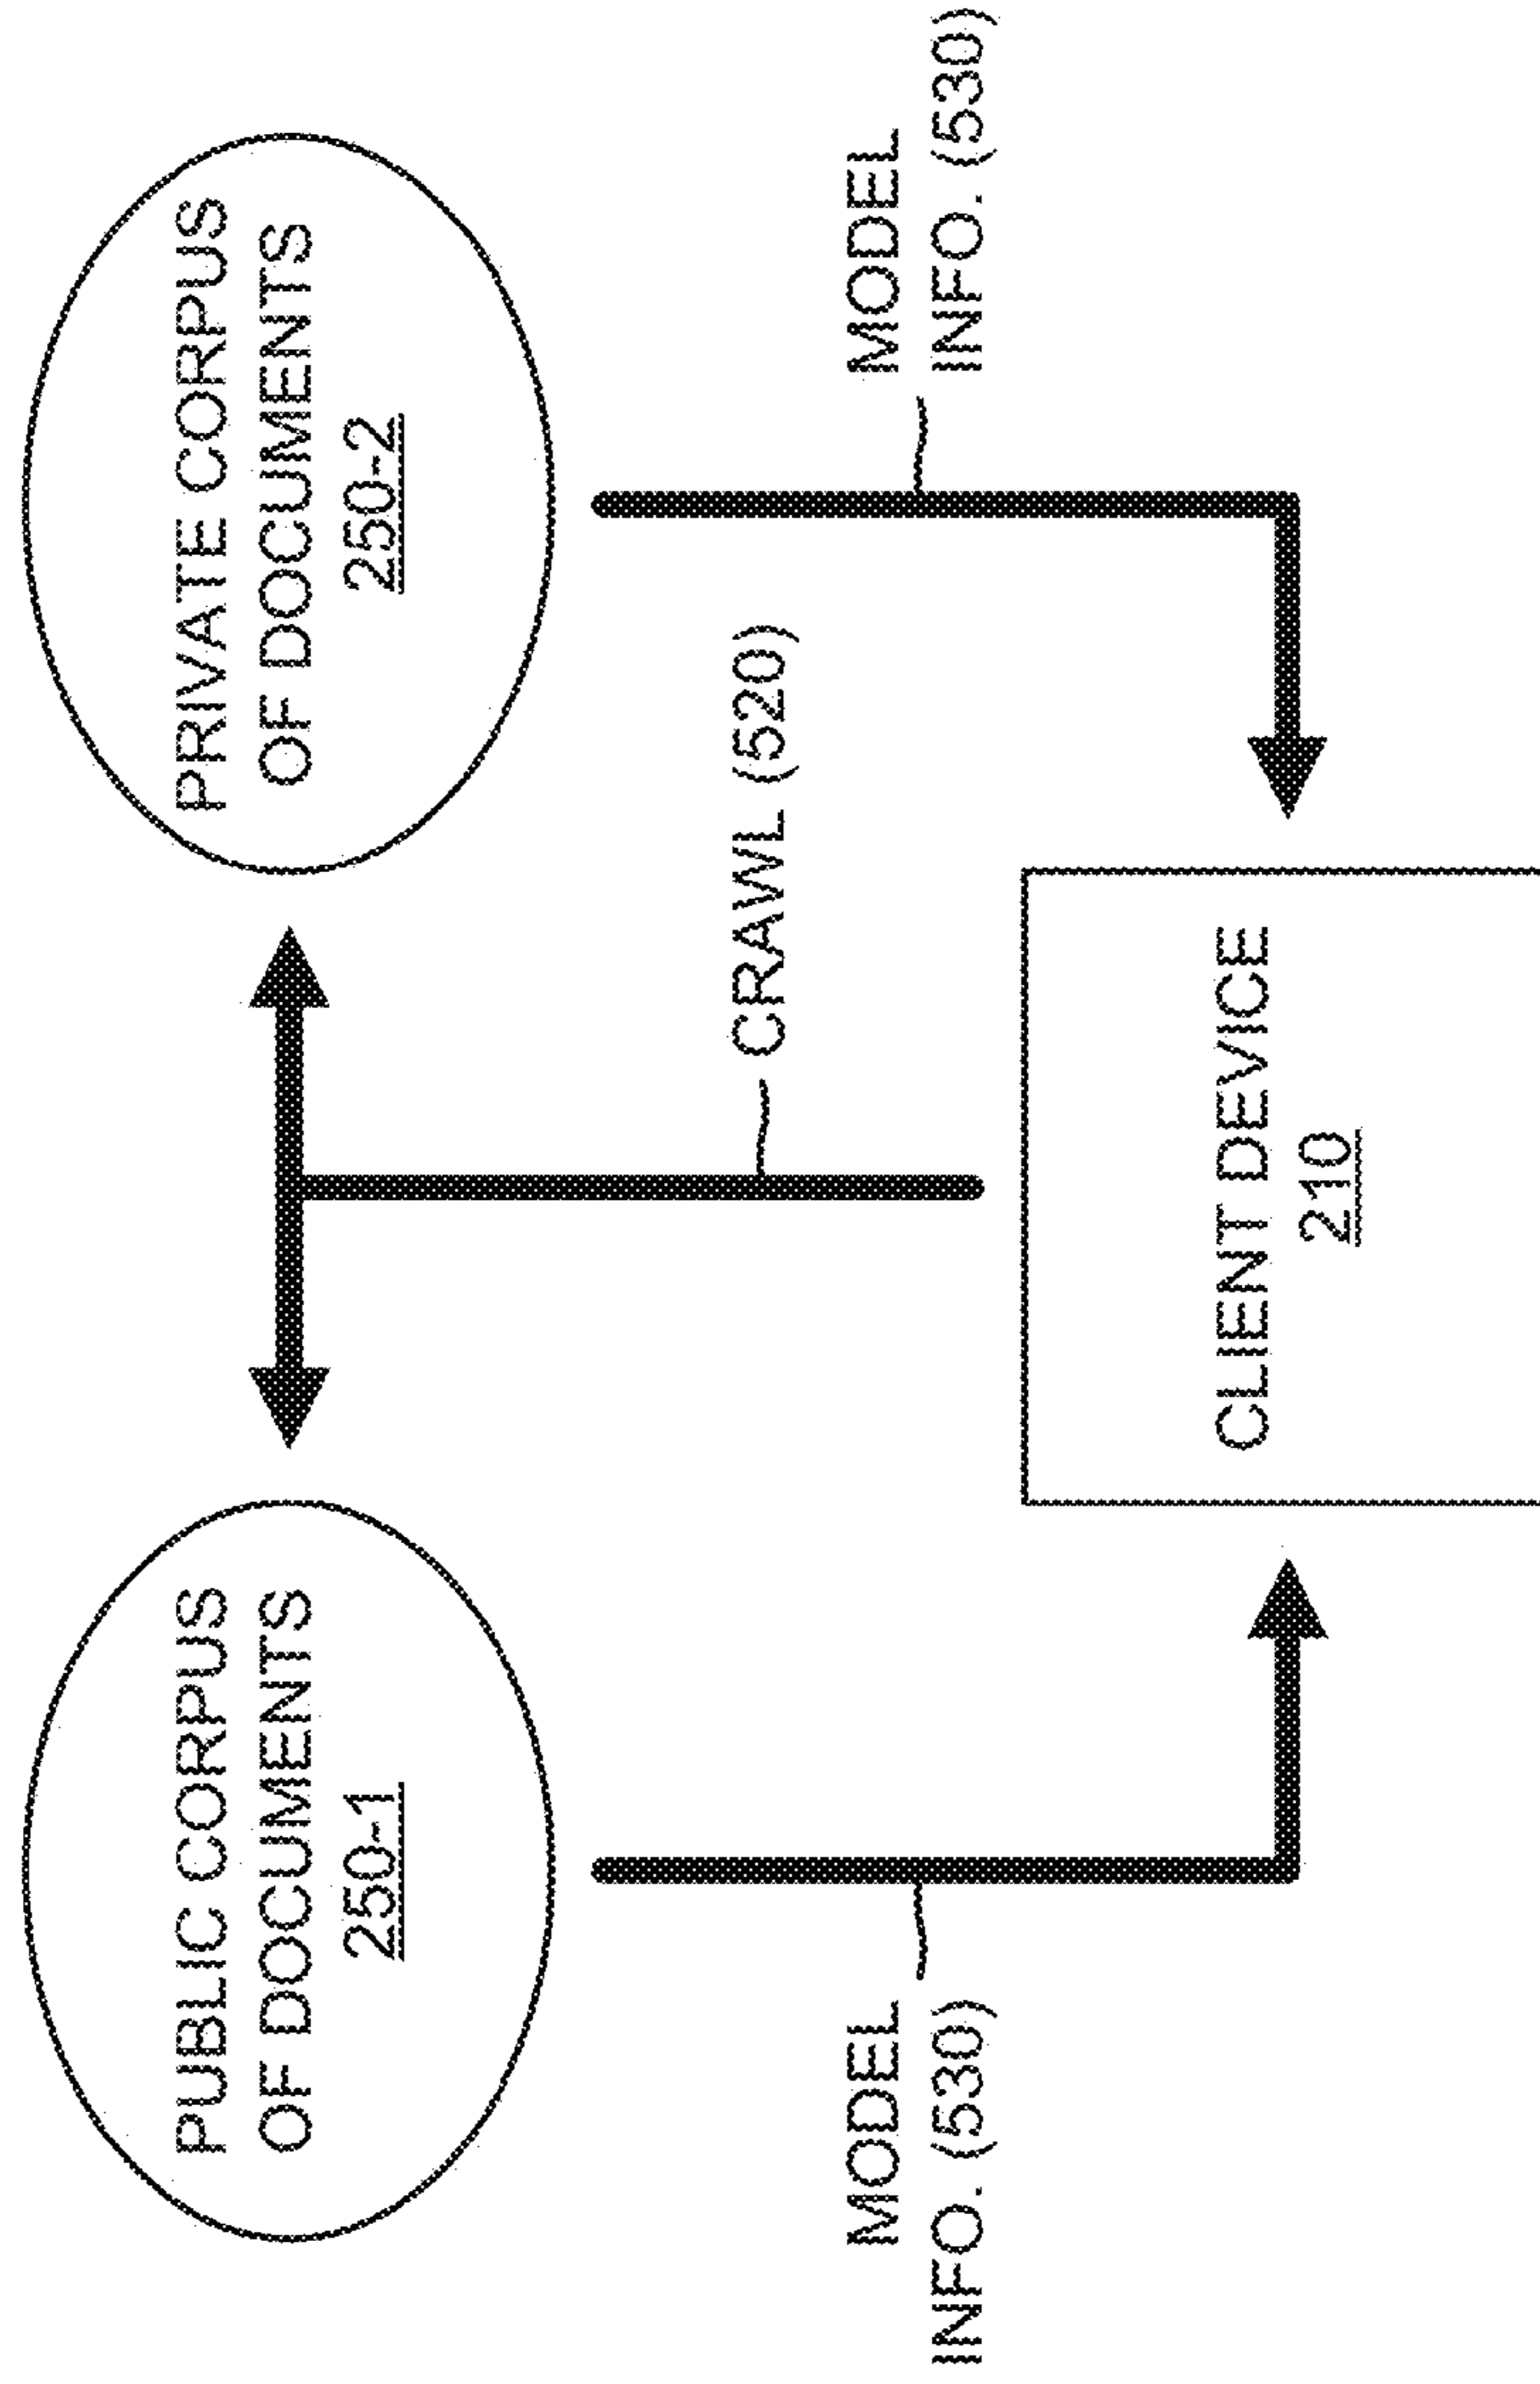 PUBLIC CORPUS
OF DOCUMENTS
250-1
PRIVATE CORPUS
OF DOCUMENTS
250-2
CRAWL (520)
MODEL
INFO. (530)
MODEL
INFO. (530)
CLIENT DEVICE
210